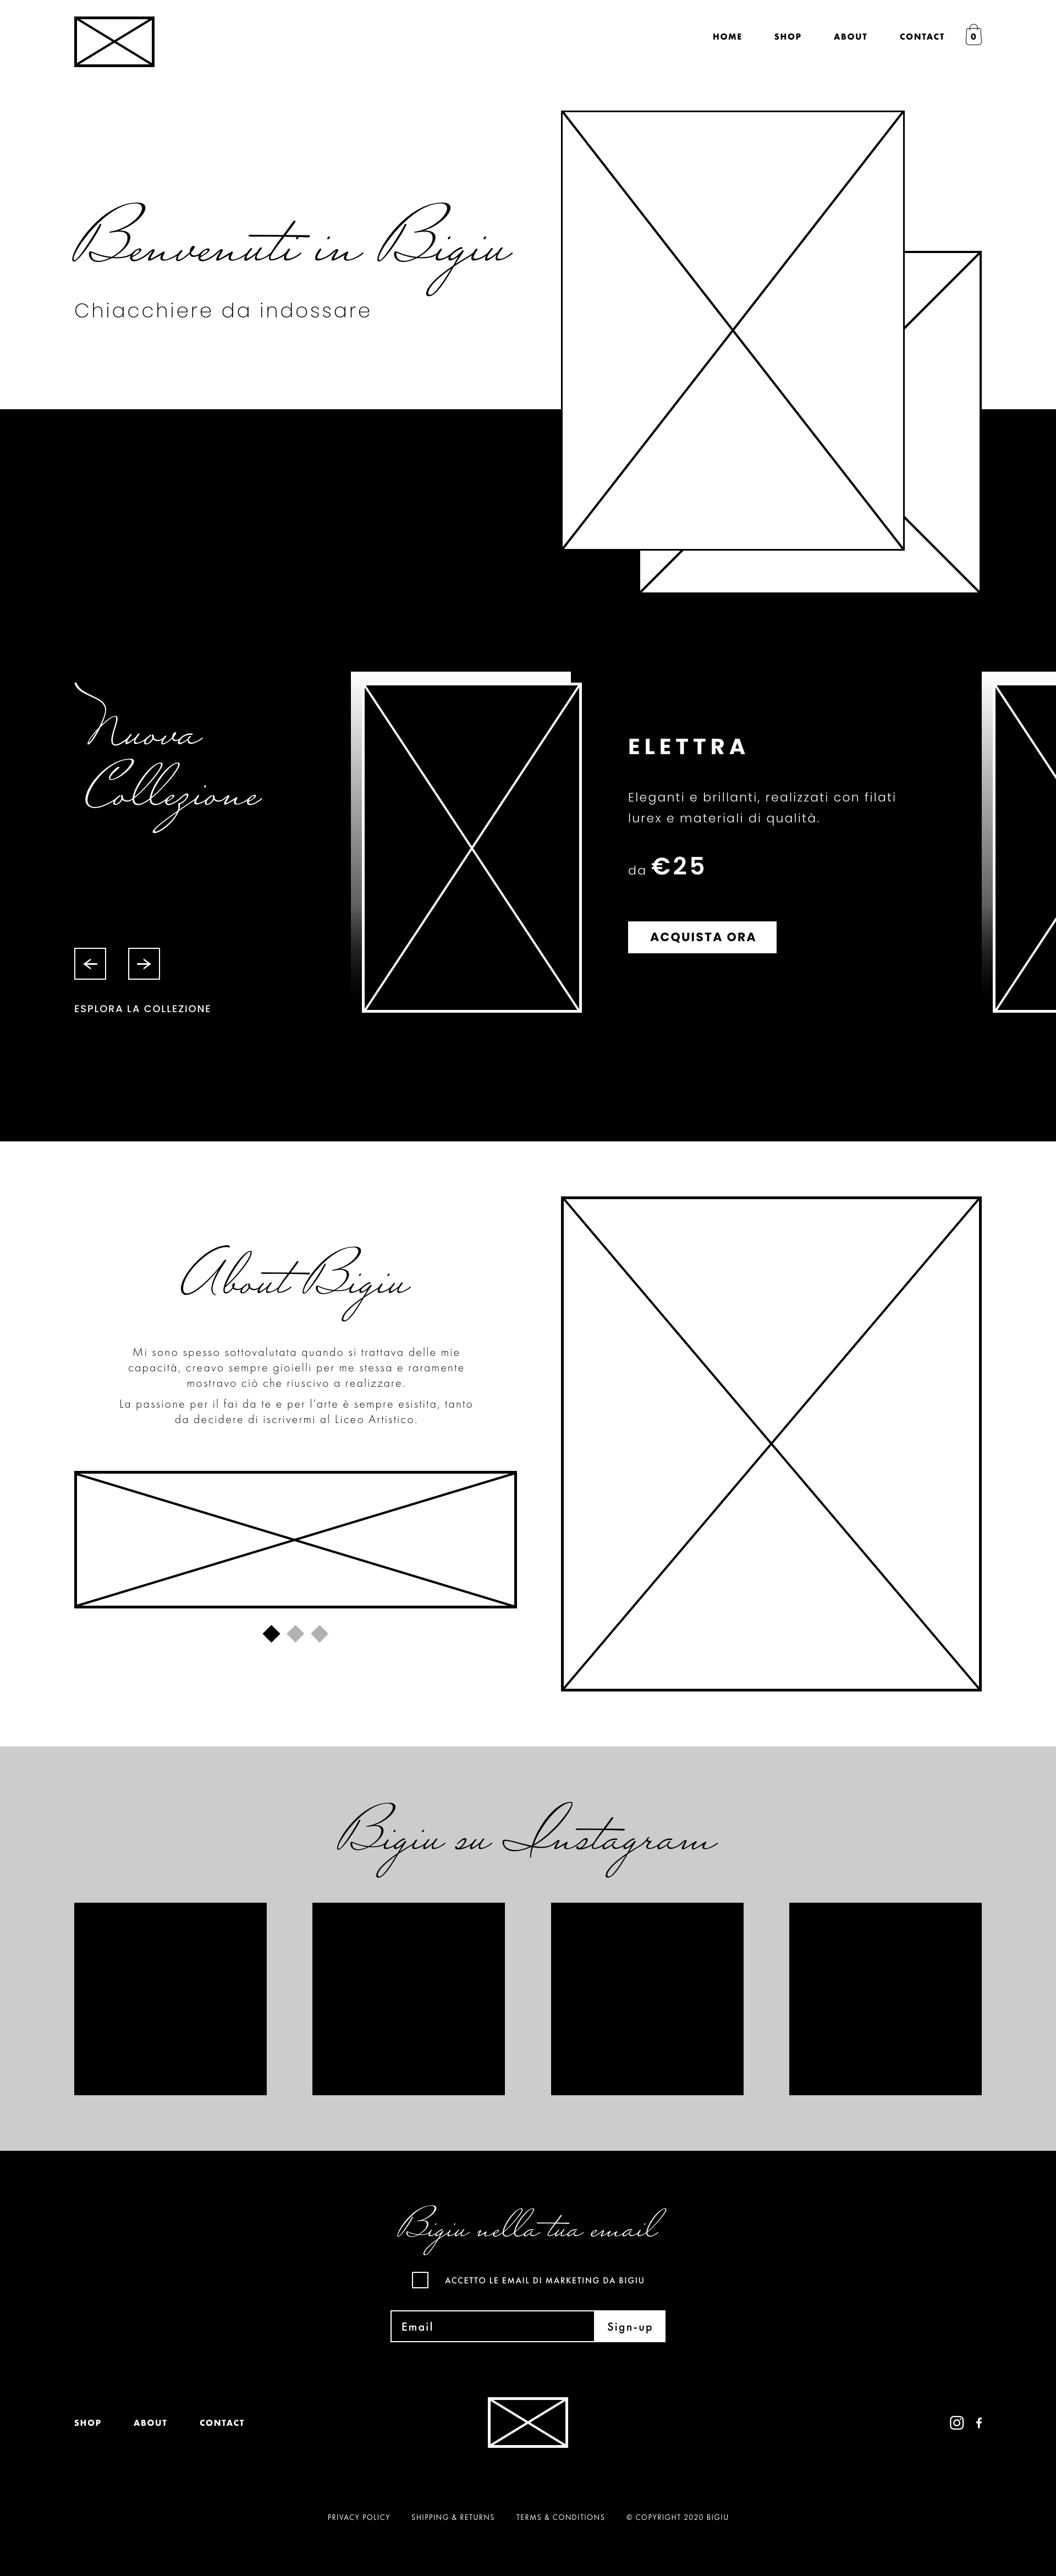 HOME SHOP ABOUT CONTACT 0
Benvenuti in Bigiu
Chiacchiere da indossare
Nuova
Collezione
ELETTRA
Eleganti e brillanti, realizzati con filati
lurex e materiali di qualità.
da €25
ACQUISTA ORA
ESPLORA LA COLLEZIONE
About Bigiu
Mi sono spesso sottovalutata quando si trattava delle mie
capacità, creavo sempre gioielli per me stessa e raramente
mostravo ciò che riuscivo a realizzare.
La passione per il fai da te e per l’arte è sempre esistita, tanto
da decidere di iscrivermi al Liceo Artistico.
Bigiu su Instagram
Bigiu nella tua email
ACCETTO LE EMAIL DI MARKETING DA BIGIU
Email Sign-up
SHOP ABOUT CONTACT
PRIVACY POLICY SHIPPING & RETURNS TERMS & CONDITIONS © COPYRIGHT 2020 BIGIU